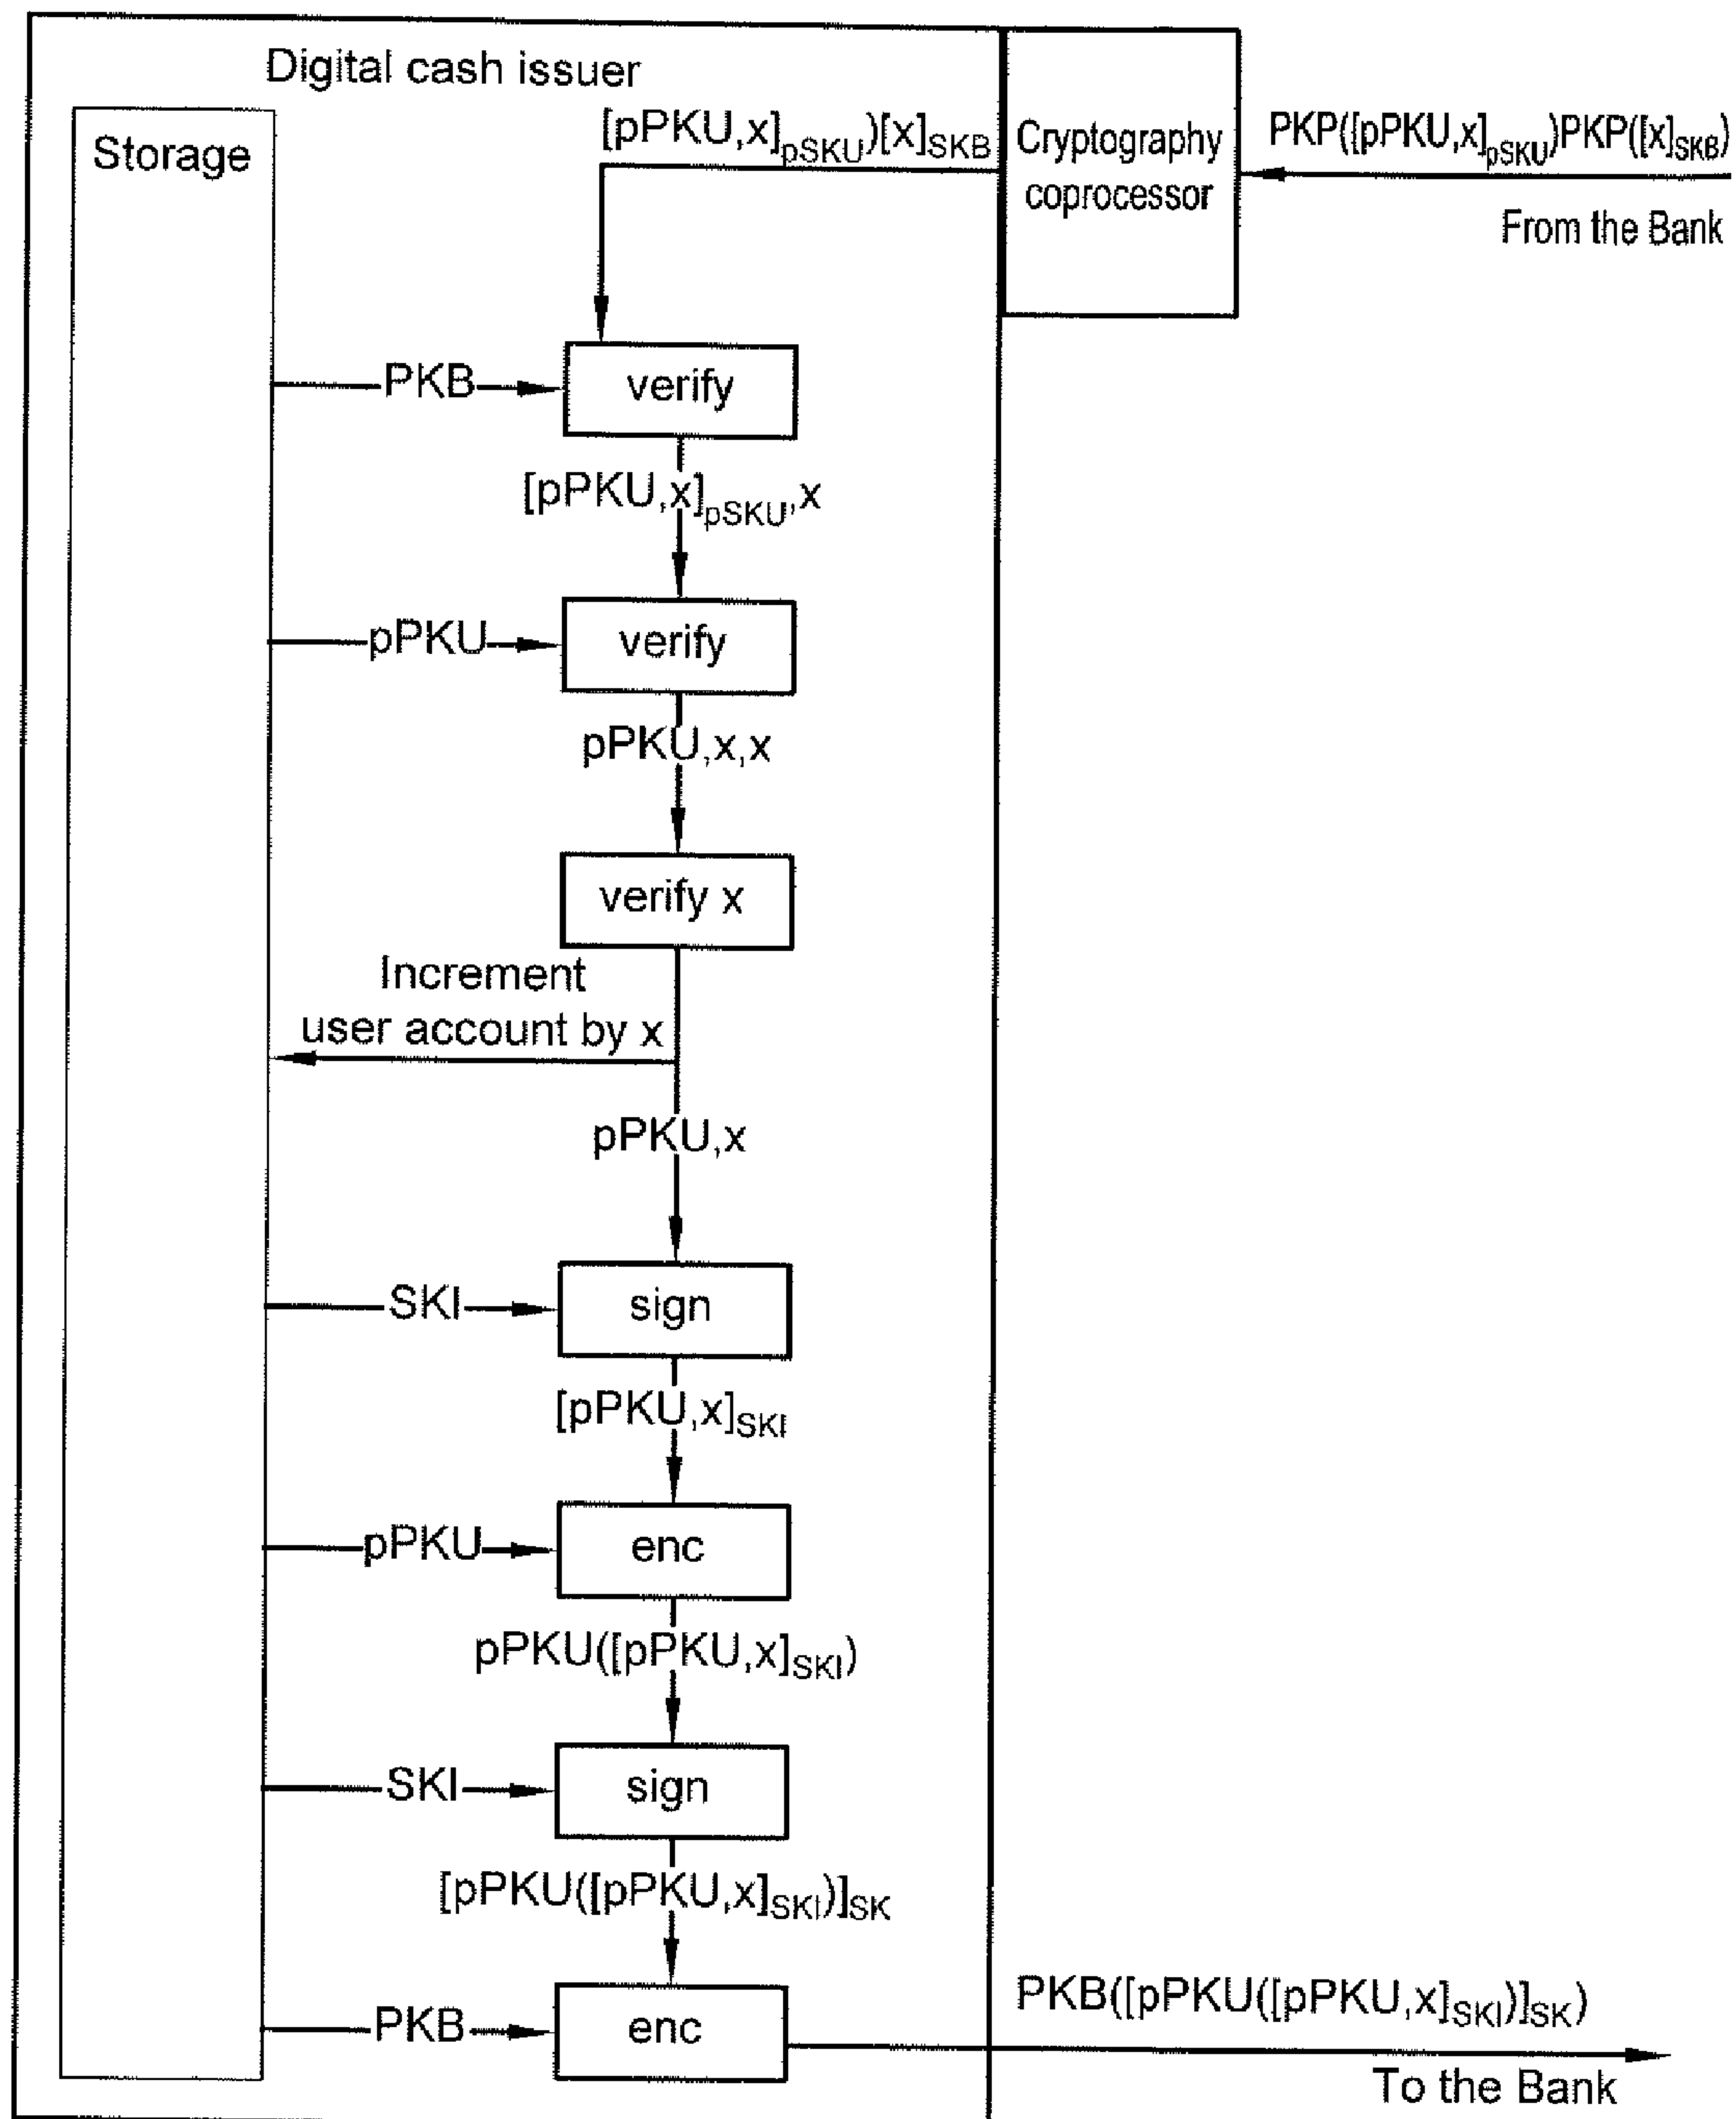 Digital cash issuer
Storage
[pPKU,x]pSKU)[x]SKB
Cryptography
coprocessor
PKP({pPKU,x]pSKU)PKP([x]SKB)
From the Bank
PKB
verify
[pPKU,x]pSKU,x
pPKU
verify
pPKU,x,x
verify x
Increment
user account by x
pPKU,x
SKI
sign
[pPKU,x]SKI
pPKU
enc
pPKU([pPKU,x]SKI)
SKI
sign
[pPKU([pPKU,x]SKI)]SK
PKB
enc
PKB([pPKU([pPKU,x]SKI)]SK)
To the Bank